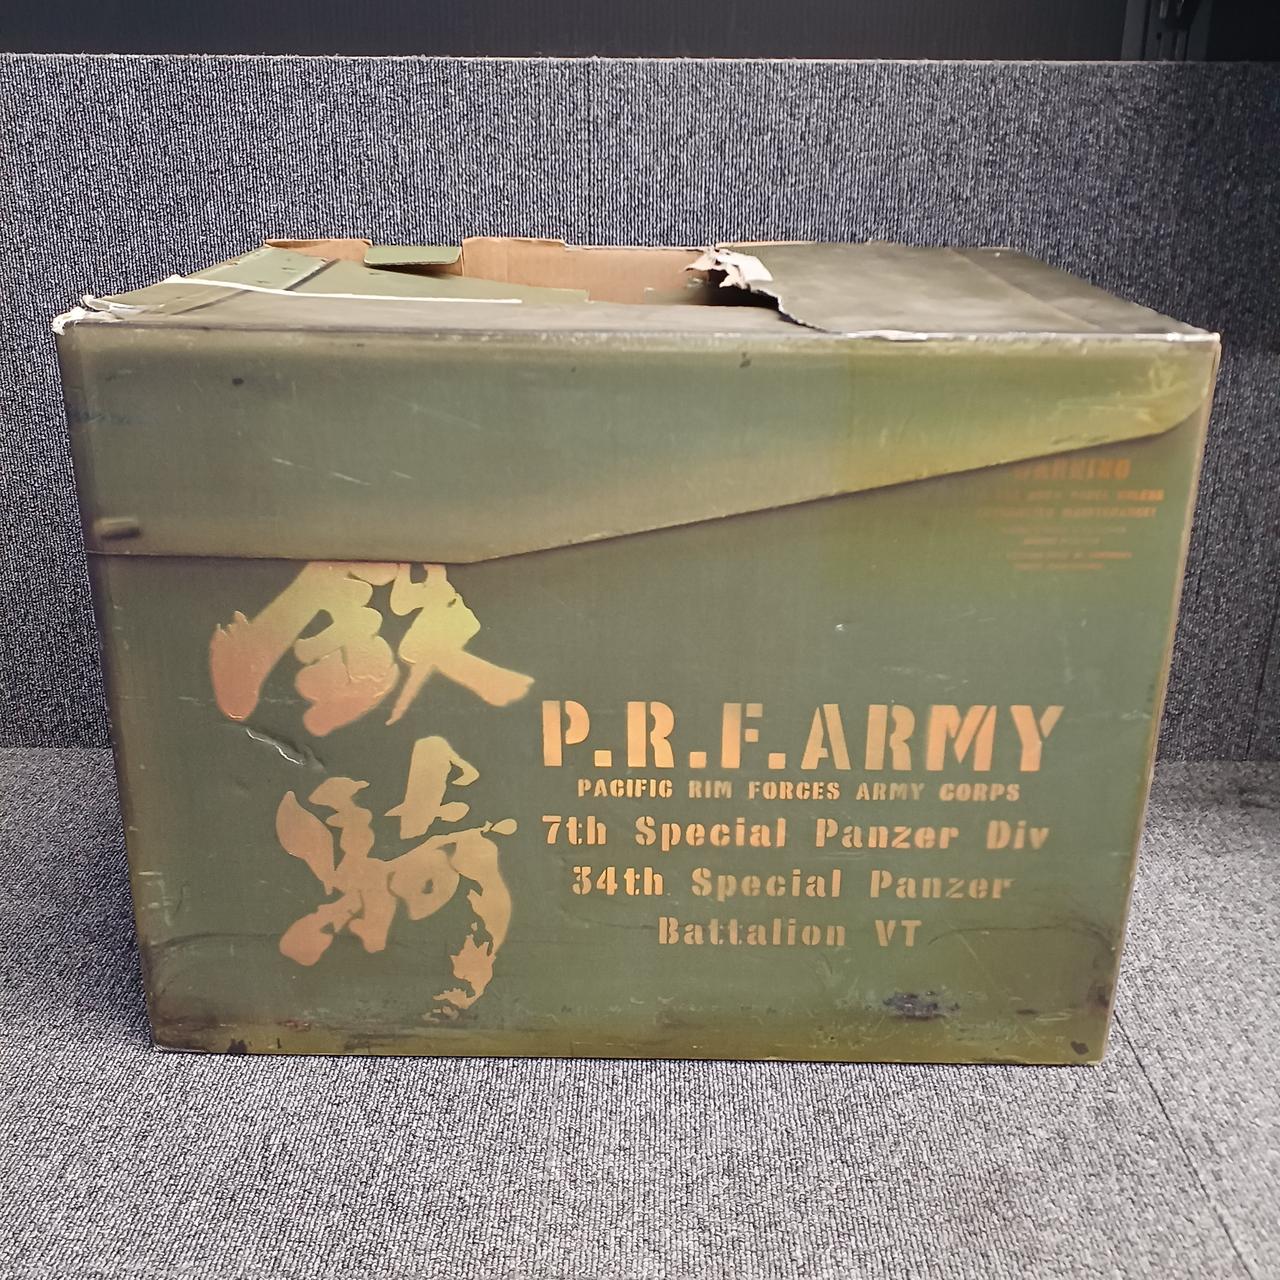 鉄騎
P.R.F.ARMY
PACIFIC RIM FORCES ARMY CORPS
7th Special Panzer Div
34th Special Panzer
Battalion VT
WARNING